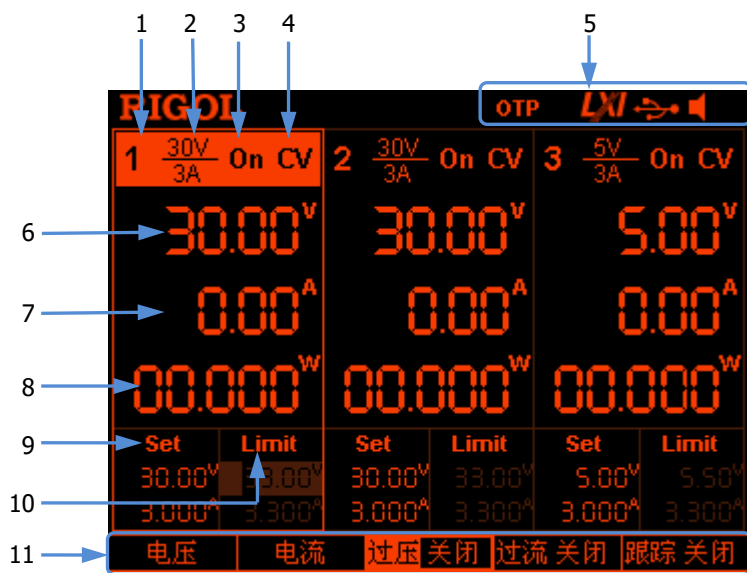 1 2 3 4 5
RIGOL OTP LXI
1 30V/3A On CV 2 30V/3A On CV 3 5V/3A On CV
6 30.00V 30.00V 5.00V
7 0.00A 0.00A 0.00A
8 00.000W 00.000W 00.000W
9 Set Limit Set Limit Set Limit
30.00V 33.00V 30.00V 33.00V 5.00V 5.50V
10 3.000A 3.300A 3.000A 3.300A 3.000A 3.300A
11 电压 电流 过压 关闭 过流 关闭 跟踪 关闭